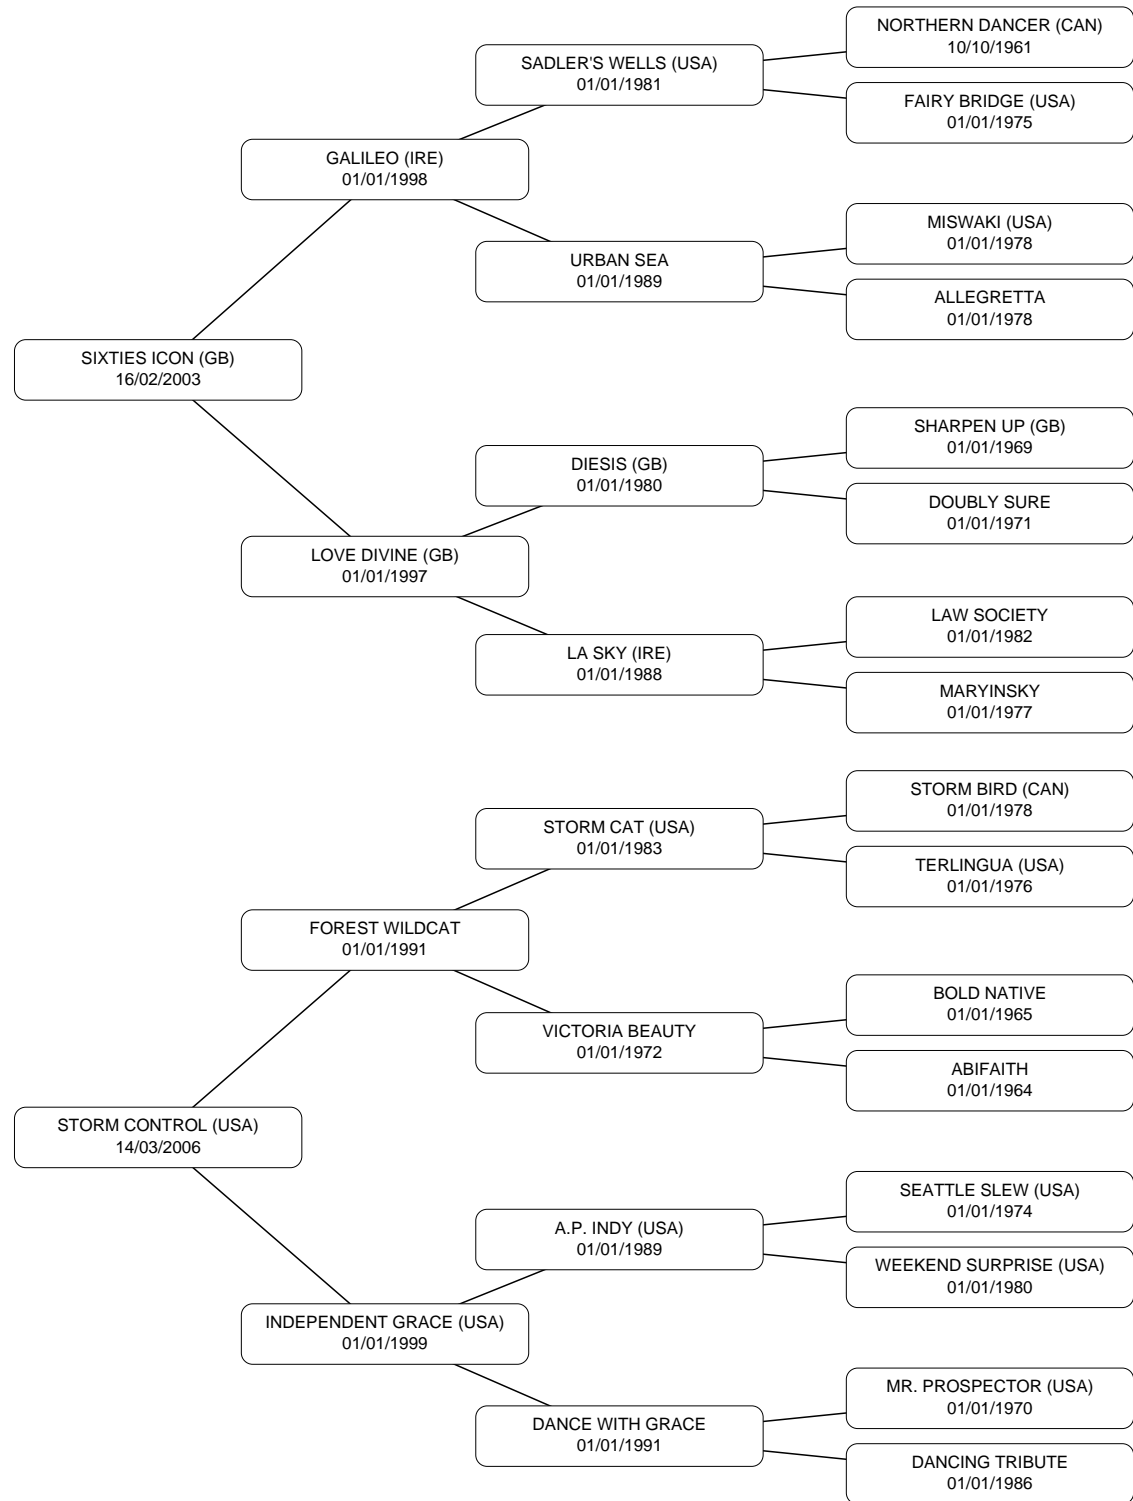 NORTHERN DANCER (CAN)
10/10/1961
SADLER'S WELLS (USA)
01/01/1981
FAIRY BRIDGE (USA)
01/01/1975
GALILEO (IRE)
01/01/1998
MISWAKI (USA)
01/01/1978
URBAN SEA
01/01/1989
ALLEGRETTA
01/01/1978
SIXTIES ICON (GB)
16/02/2003
SHARPEN UP (GB)
01/01/1969
DIESIS (GB)
01/01/1980
DOUBLY SURE
01/01/1971
LOVE DIVINE (GB)
01/01/1997
LAW SOCIETY
01/01/1982
LA SKY (IRE)
01/01/1988
MARYINSKY
01/01/1977
STORM BIRD (CAN)
01/01/1978
STORM CAT (USA)
01/01/1983
TERLINGUA (USA)
01/01/1976
FOREST WILDCAT
01/01/1991
BOLD NATIVE
01/01/1965
VICTORIA BEAUTY
01/01/1972
ABIFAITH
01/01/1964
STORM CONTROL (USA)
14/03/2006
SEATTLE SLEW (USA)
01/01/1974
A.P. INDY (USA)
01/01/1989
WEEKEND SURPRISE (USA)
01/01/1980
INDEPENDENT GRACE (USA)
01/01/1999
MR. PROSPECTOR (USA)
01/01/1970
DANCE WITH GRACE
01/01/1991
DANCING TRIBUTE
01/01/1986